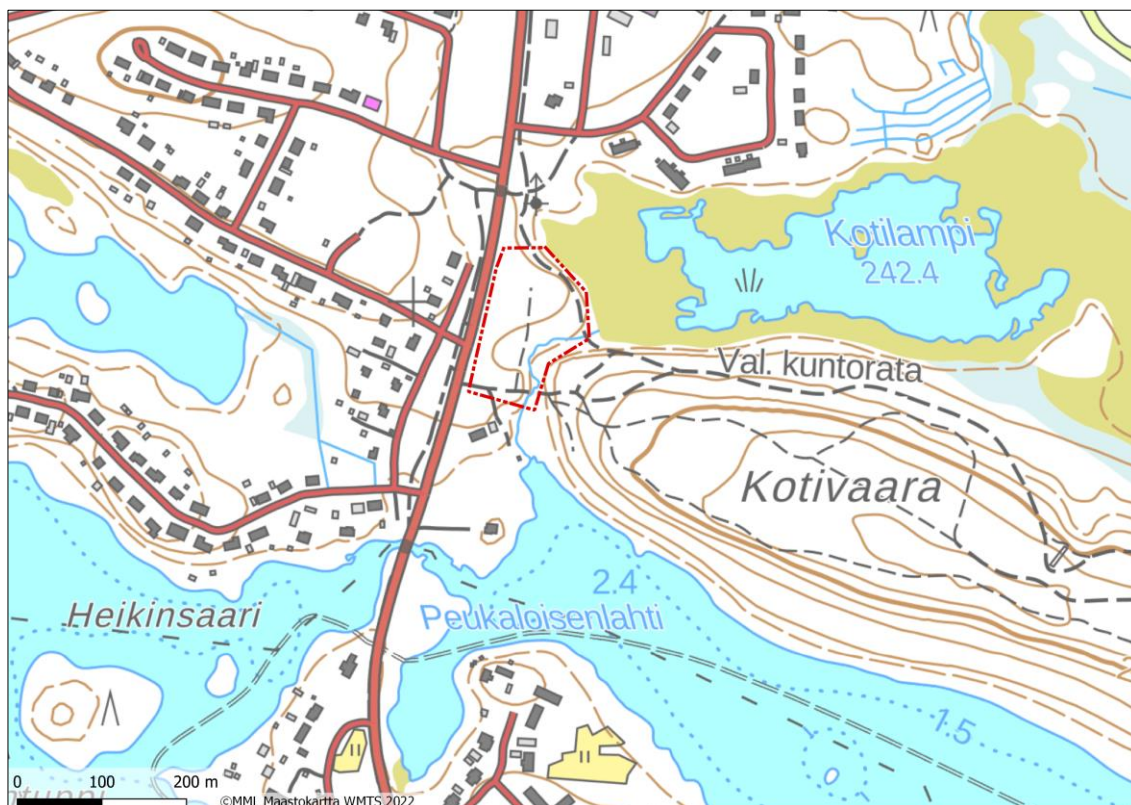 Kotilampi
242.4
Val. kuntorata
Kotivaara
2.4
Heikinsaari
Peukaloisenlahti
1.5
0 100 200 m
©MML Maastokartta WMTS 2022